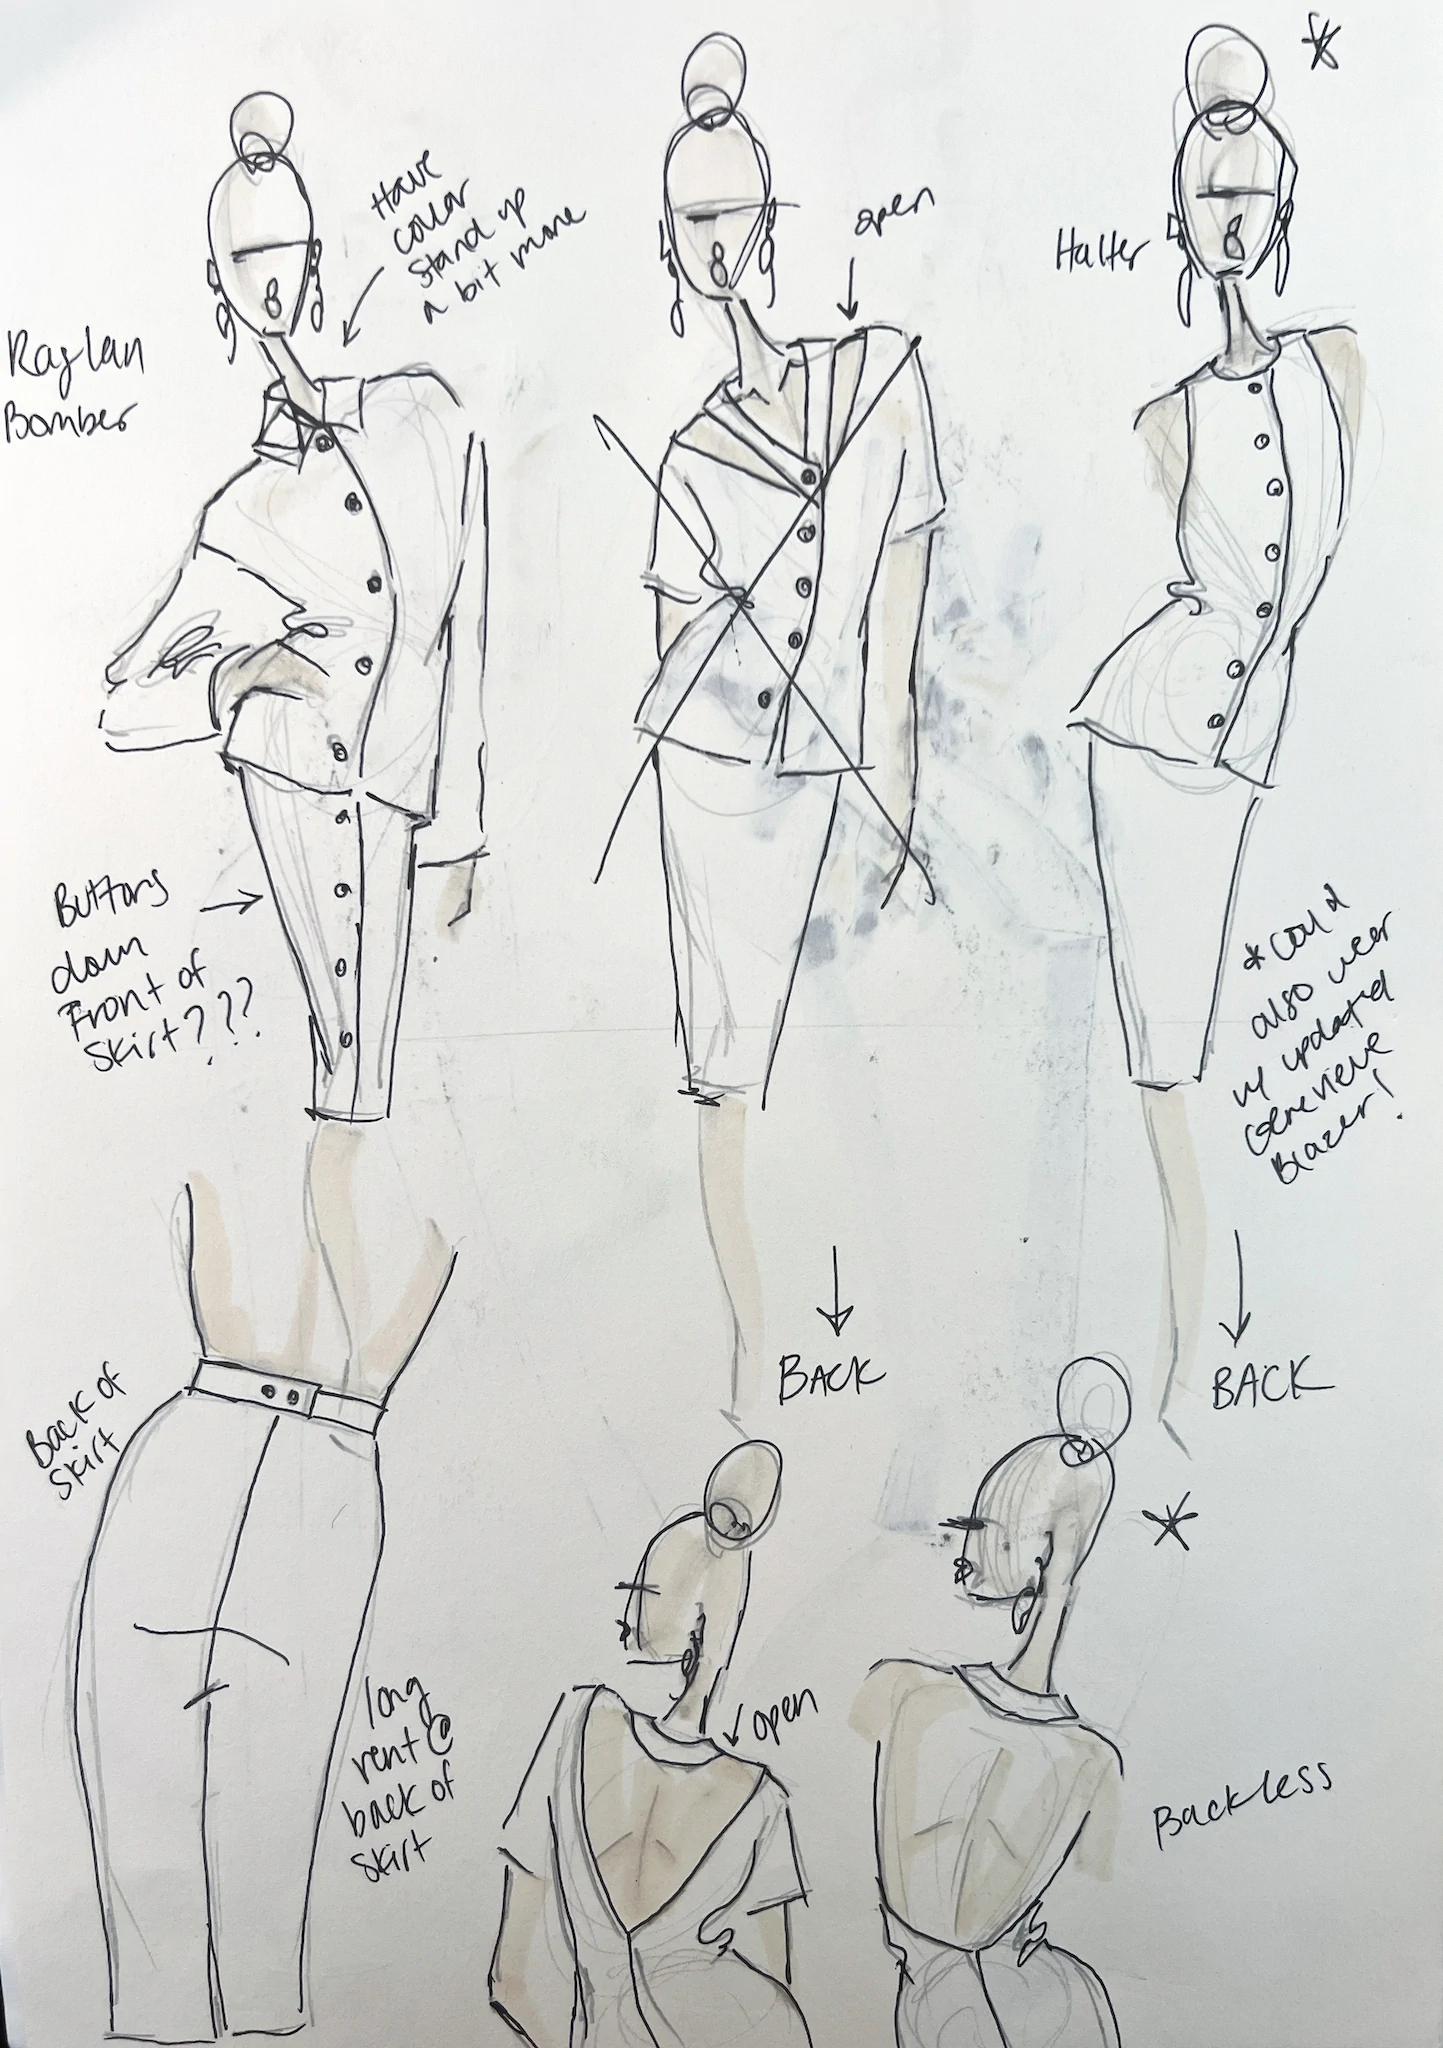 Raglan
Bomber
Have
collar
stand up
a bit more
open
Halter
Buttons
down
Front of
skirt???
*could
also wear
w/ updated
Genevieve
Blazer!
Back of
skirt
long
vent @
back of
skirt
BACK
open
BACK
Backless